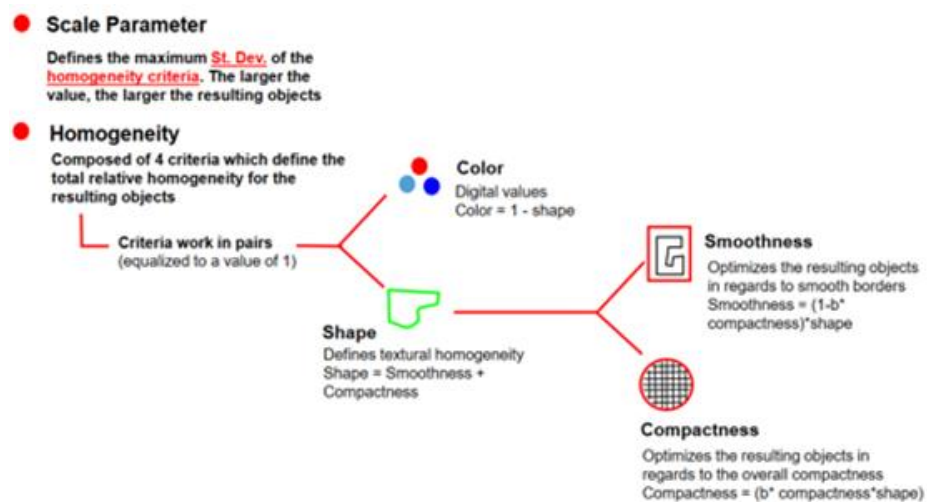 Scale Parameter
Defines the maximum St. Dev. of the
homogeneity criteria. The larger the
value, the larger the resulting objects
Homogeneity
Composed of 4 criteria which define the
total relative homogeneity for the
resulting objects
Criteria work in pairs
(equalized to a value of 1)
Color
Digital values
Color = 1 - shape
Shape
Defines textural homogeneity
Shape = Smoothness +
Compactness
Smoothness
Optimizes the resulting objects
in regards to smooth borders
Smoothness = (1-b*
compactness)*shape
Compactness
Optimizes the resulting objects in
regards to the overall compactness
Compactness = (b* compactness*shape)